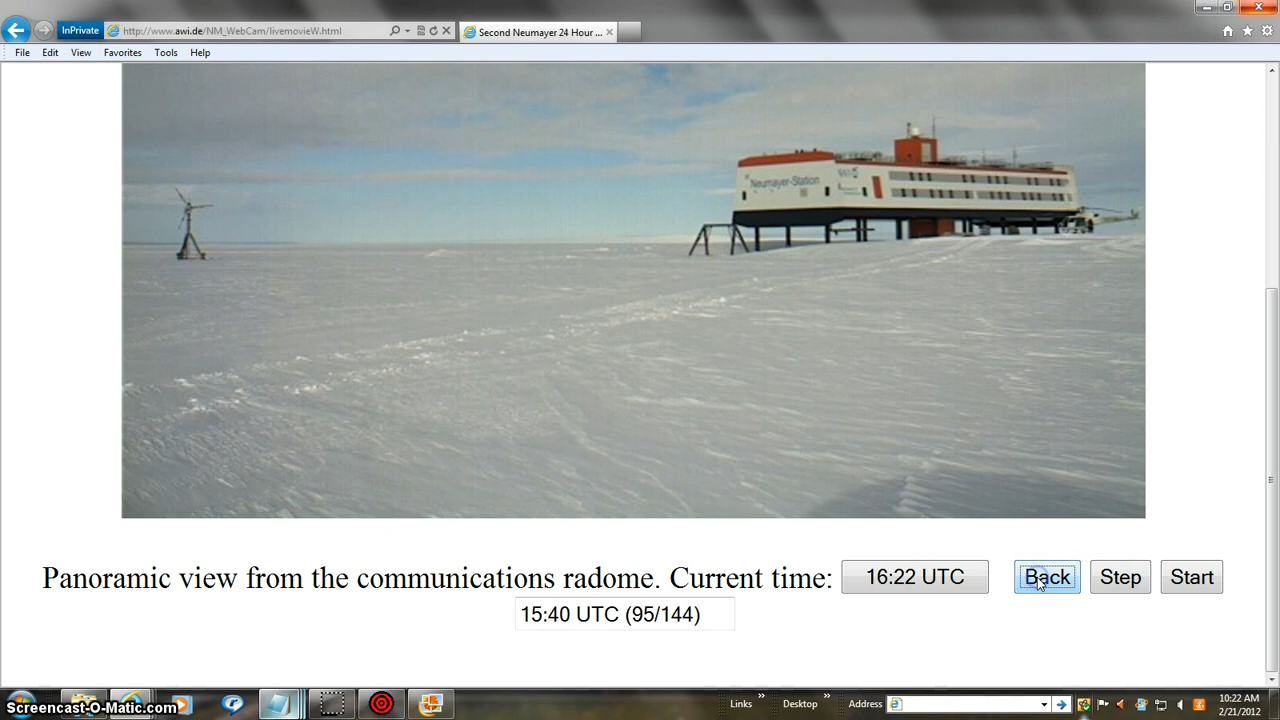 InPrivate
http://www.awi.de/NM_WebCam/livemovieW.html
Second Neumayer 24 Hour ...
File Edit View Favorites Tools Help
Neumayer-Station
Panoramic view from the communications radome. Current time: 16:22 UTC Back Step Start
15:40 UTC (95/144)
Screencast-O-Matic.com
Links » Desktop » Address
10:22 AM
2/21/2012